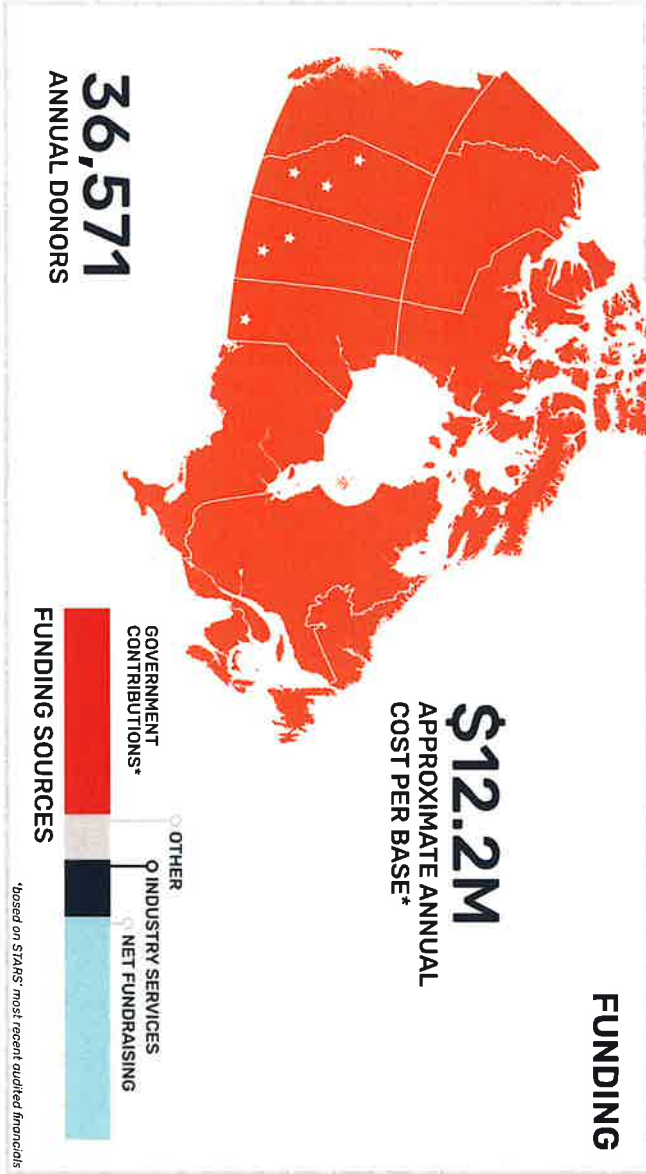 FUNDING
$12.2M
APPROXIMATE ANNUAL
COST PER BASE*
36,571
ANNUAL DONORS
GOVERNMENT
CONTRIBUTIONS*
OTHER
INDUSTRY SERVICES
NET FUNDRAISING
FUNDING SOURCES
*based on STARS' most recent audited financials